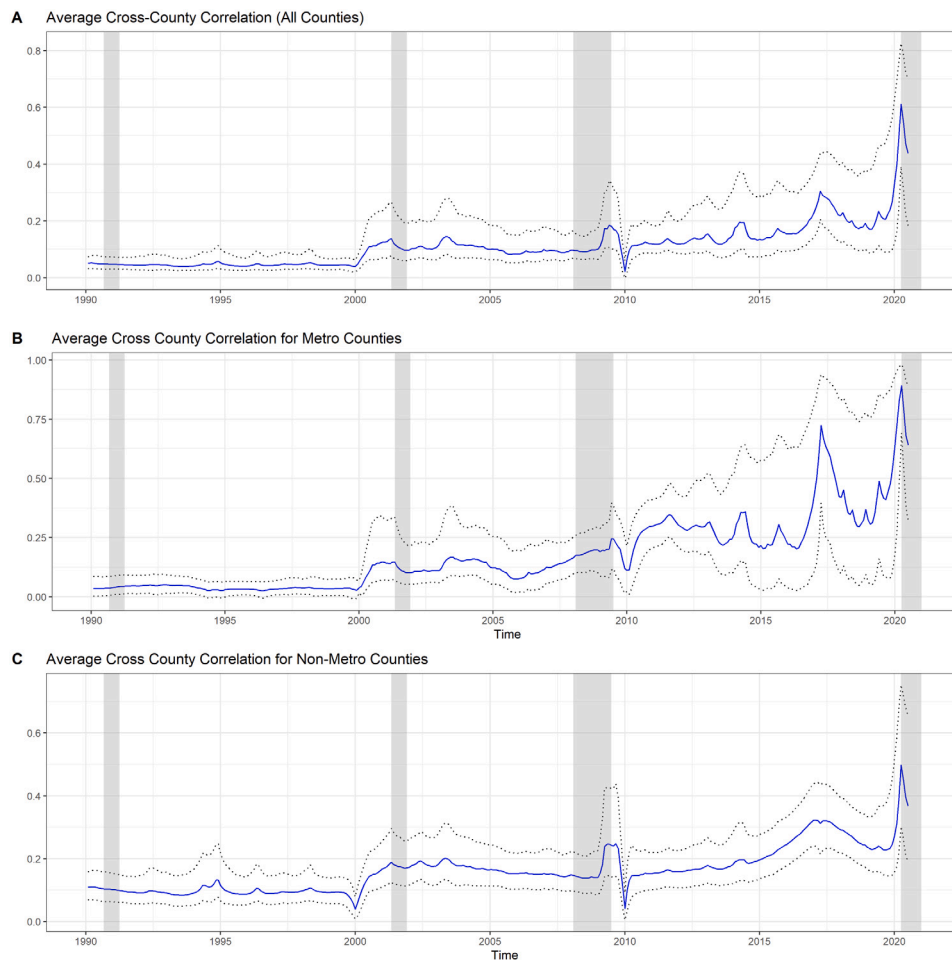 A Average Cross-County Correlation (All Counties)
0.8
0.6
0.4
0.2
0.0
1990 1995 2000 2005 2010 2015 2020
B Average Cross County Correlation for Metro Counties
1.00
0.75
0.50
0.25
0.00
1990 1995 2000 2005 2010 2015 2020
Time
C Average Cross County Correlation for Non-Metro Counties
0.6
0.4
0.2
0.0
1990 1995 2000 2005 2010 2015 2020
Time